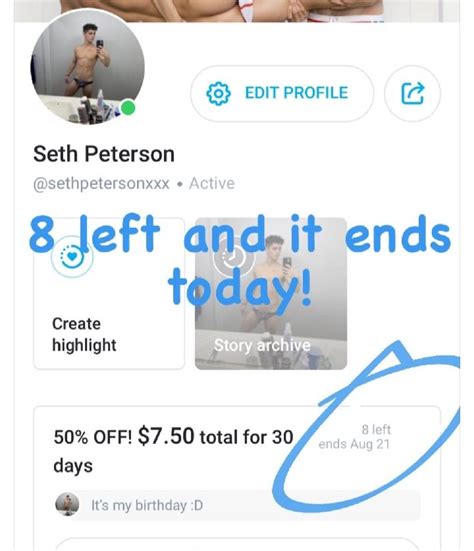 EDIT PROFILE
Seth Peterson
@sethpetersonxxx • Active
8 left and it ends
today!
Create
highlight
Story archive
50% OFF! $7.50 total for 30
days
8 left
ends Aug 21
It's my birthday :D